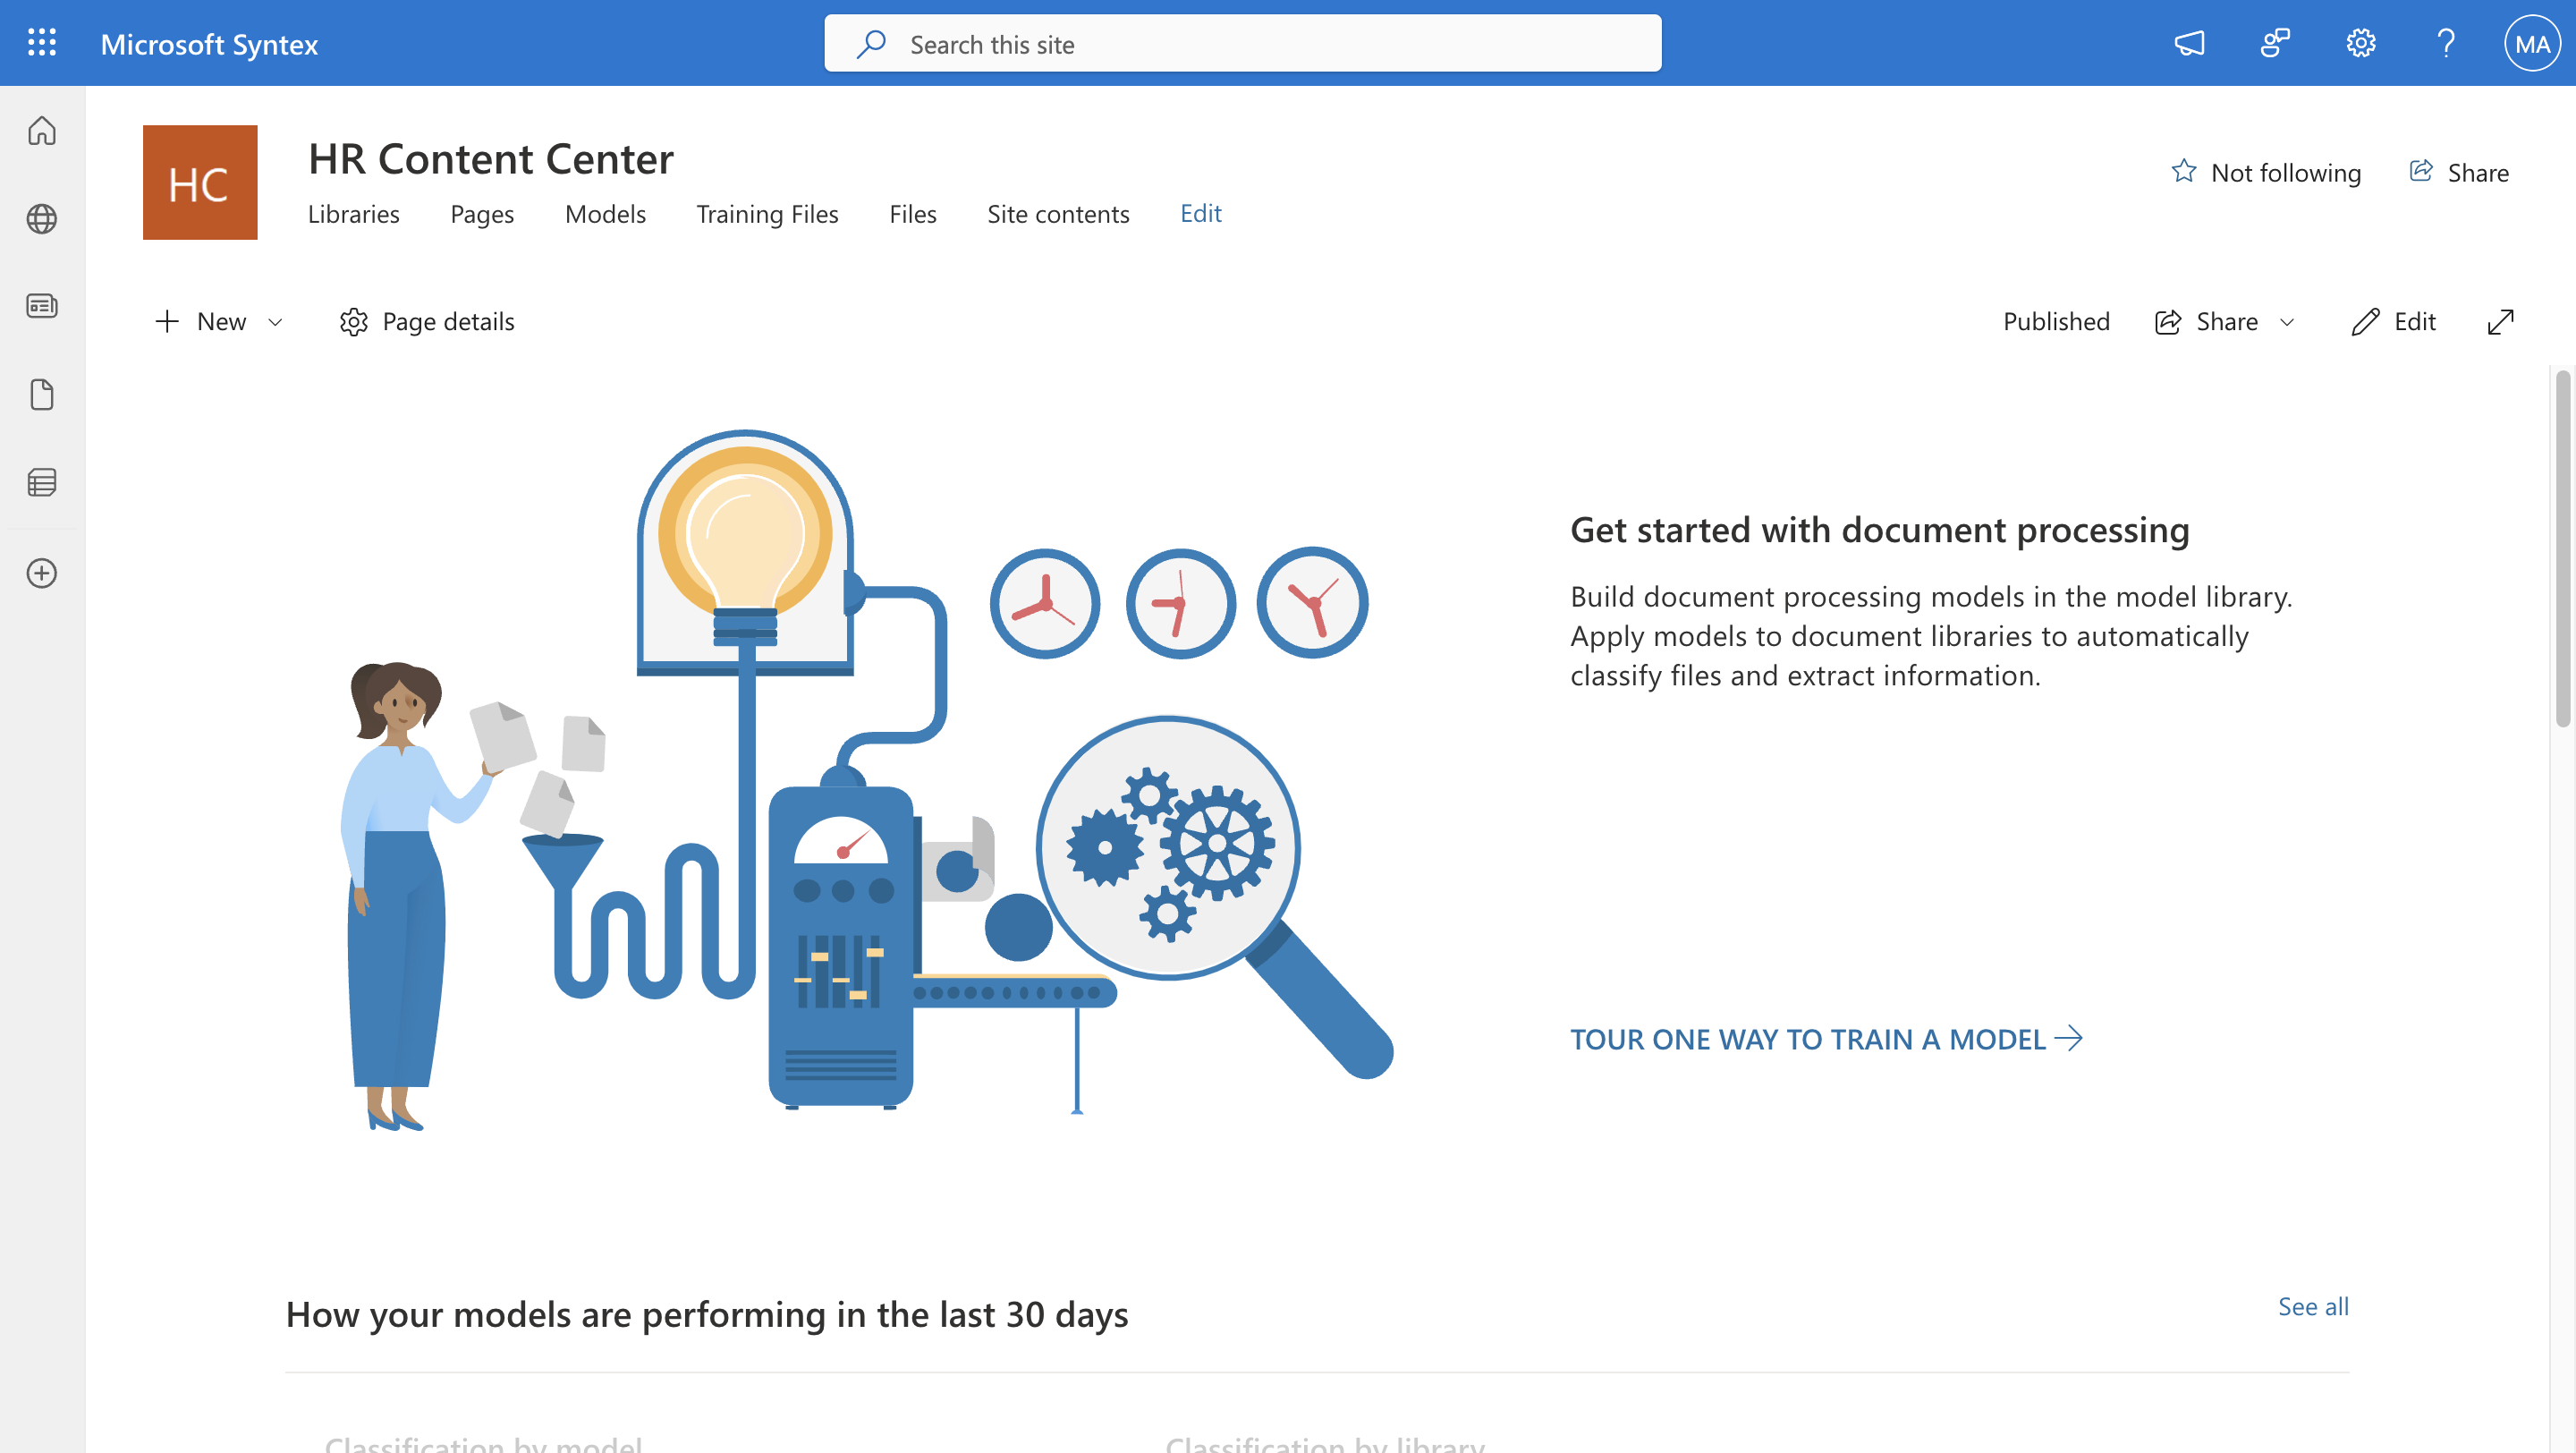 Microsoft Syntex
Search this site
MA
HC
HR Content Center
Libraries Pages Models Training Files Files Site contents Edit
Not following Share
New Page details
Published Share Edit
Get started with document processing
Build document processing models in the model library.
Apply models to document libraries to automatically
classify files and extract information.
TOUR ONE WAY TO TRAIN A MODEL
How your models are performing in the last 30 days
See all
Classification by model
Classification by library